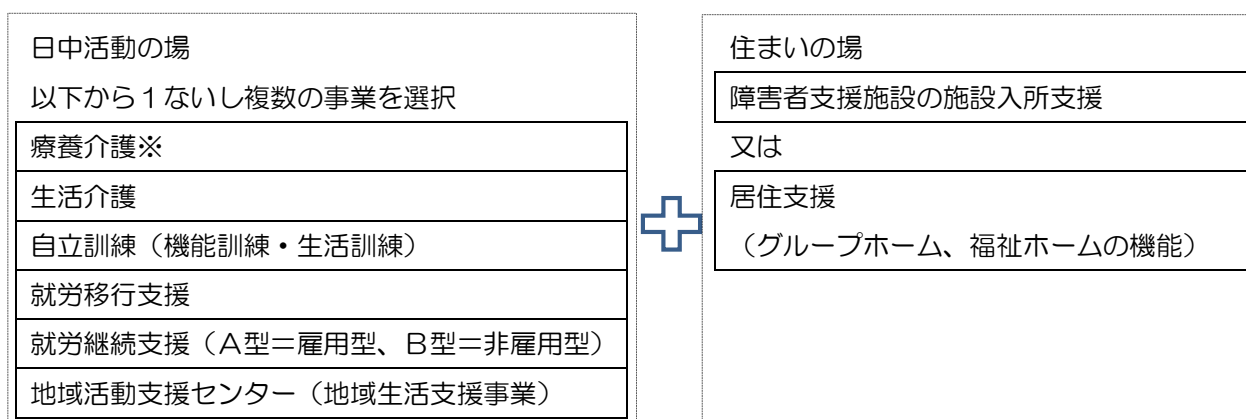 日中活動の場
以下から１ないし複数の事業を選択
療養介護※
生活介護
自立訓練（機能訓練・生活訓練）
就労移行支援
就労継続支援（Ａ型＝雇用型、Ｂ型＝非雇用型）
地域活動支援センター（地域生活支援事業）
住まいの場
障害者支援施設の施設入所支援
又は
居住支援
（グループホーム、福祉ホームの機能）